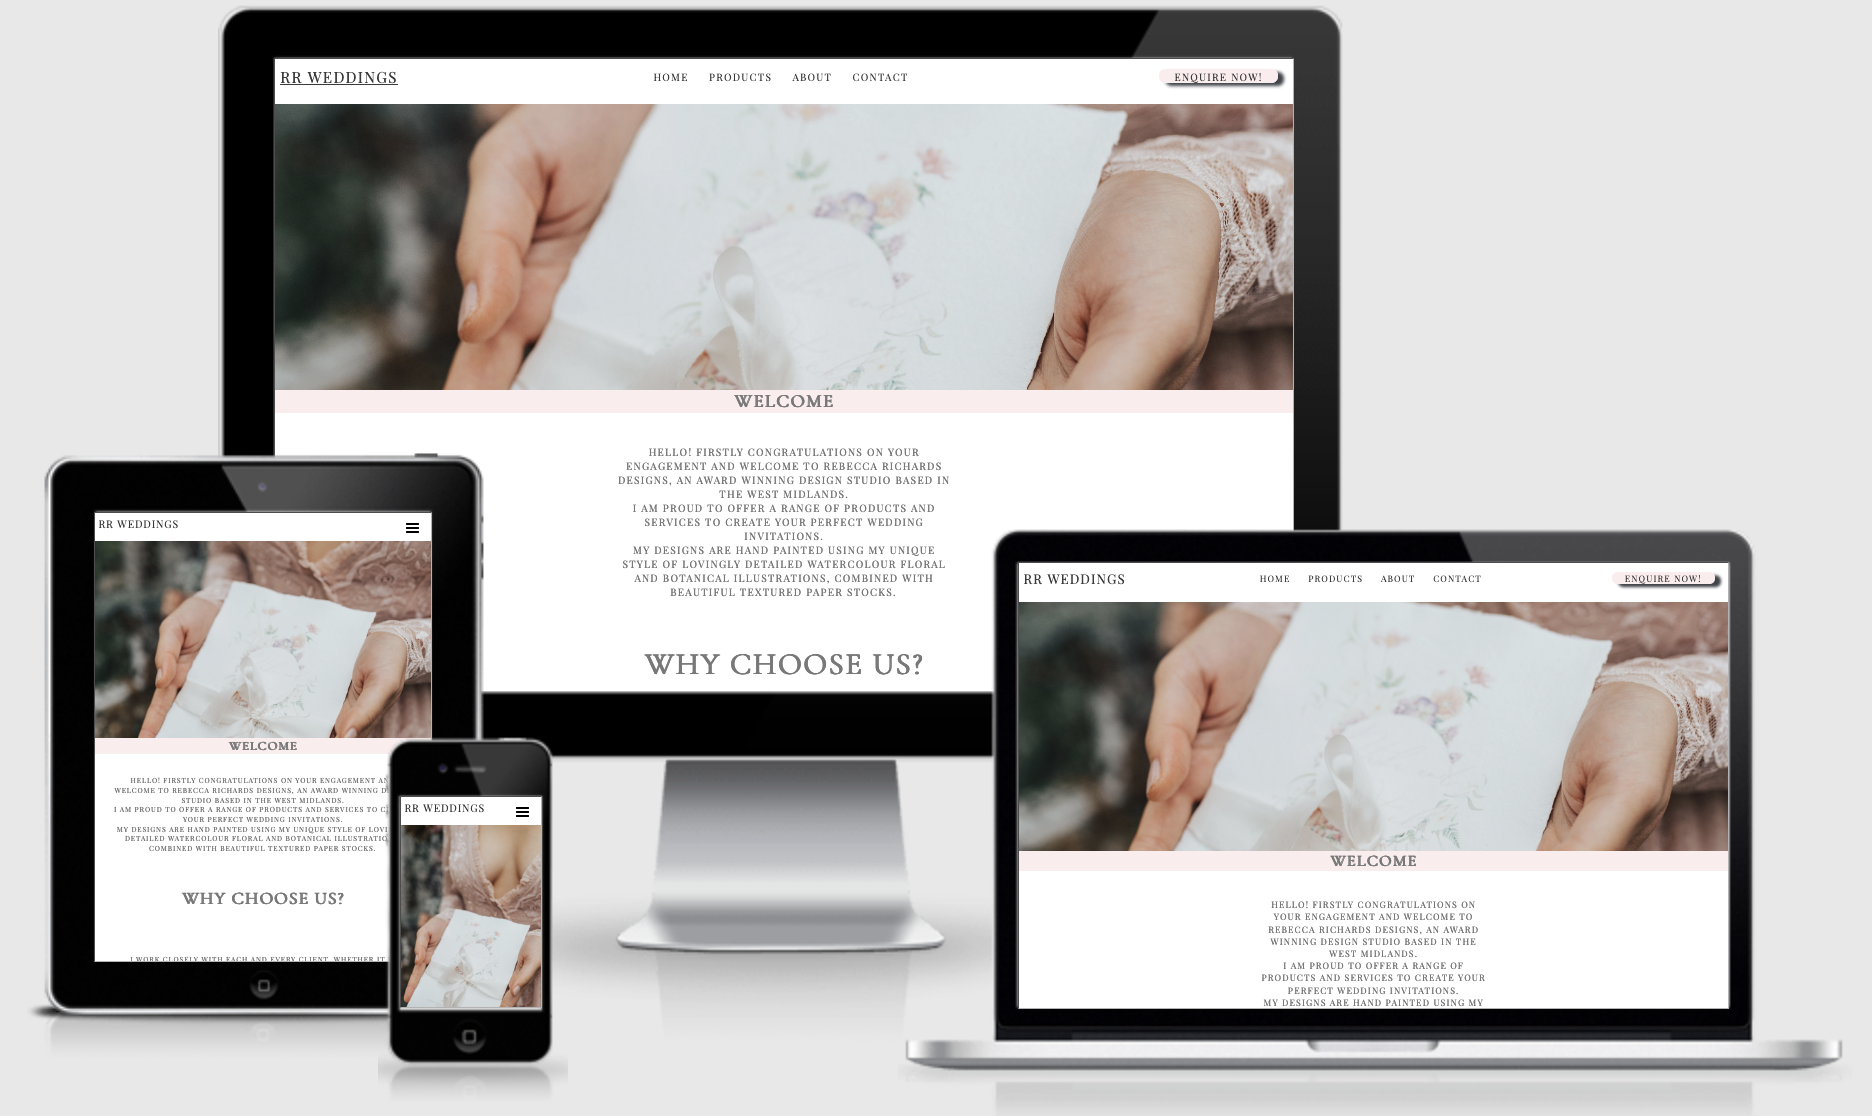 RR WEDDINGS
HOME PRODUCTS ABOUT CONTACT
ENQUIRE NOW!
WELCOME
HELLO! FIRSTLY CONGRATULATIONS ON YOUR
ENGAGEMENT AND WELCOME TO REBECCA RICHARDS
DESIGNS, AN AWARD WINNING DESIGN STUDIO BASED IN
THE WEST MIDLANDS.
I AM PROUD TO OFFER A RANGE OF PRODUCTS AND
SERVICES TO CREATE YOUR PERFECT WEDDING
INVITATIONS.
MY DESIGNS ARE HAND PAINTED USING MY UNIQUE
STYLE OF LOVINGLY DETAILED WATERCOLOUR FLORAL
AND BOTANICAL ILLUSTRATIONS, COMBINED WITH
BEAUTIFUL TEXTURED PAPER STOCKS.
WHY CHOOSE US?
RR WEDDINGS
WELCOME
HELLO! FIRSTLY CONGRATULATIONS ON YOUR ENGAGEMENT
WELCOME TO REBECCA RICHARDS DESIGNS, AN AWARD WINNING
STUDIO BASED IN THE WEST MIDLANDS.
I AM PROUD TO OFFER A RANGE OF PRODUCTS AND SERVICES TO
YOUR PERFECT WEDDING INVITATIONS.
MY DESIGNS ARE HAND PAINTED USING MY UNIQUE STYLE OF
DETAILED WATERCOLOUR FLORAL AND BOTANICAL
COMBINED WITH BEAUTIFUL TEXTURED PAPER STOCKS.
WHY CHOOSE US?
I WORK CLOSELY WITH EACH AND EVERY CLIENT, WHETHER IT
RR WEDDINGS
RR WEDDINGS
HOME PRODUCTS ABOUT CONTACT
ENQUIRE NOW!
WELCOME
HELLO! FIRSTLY CONGRATULATIONS ON
YOUR ENGAGEMENT AND WELCOME TO
REBECCA RICHARDS DESIGNS, AN AWARD
WINNING DESIGN STUDIO BASED IN THE
WEST MIDLANDS.
I AM PROUD TO OFFER A RANGE OF
PRODUCTS AND SERVICES TO CREATE YOUR
PERFECT WEDDING INVITATIONS.
MY DESIGNS ARE HAND PAINTED USING MY